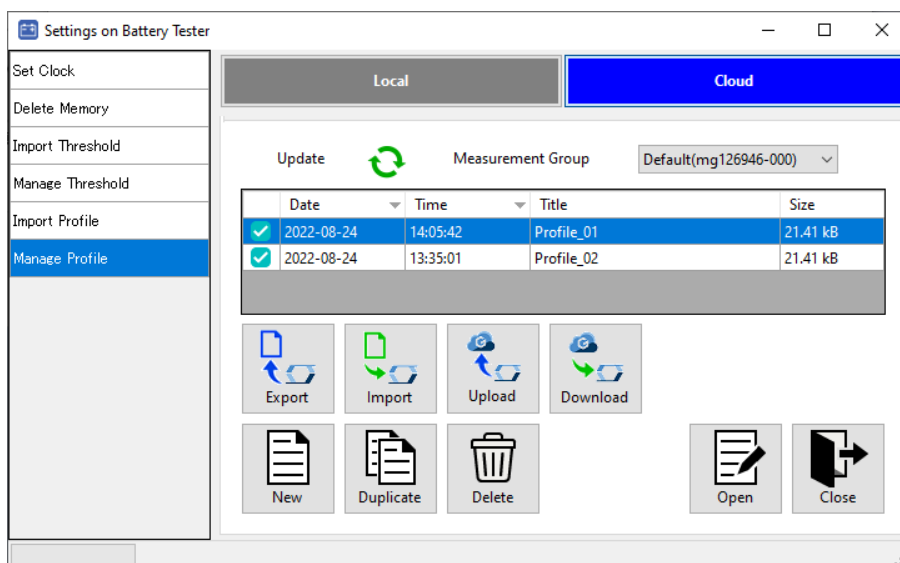 Settings on Battery Tester
Set Clock
Delete Memory
Import Threshold
Manage Threshold
Import Profile
Manage Profile
Local Cloud
Update Measurement Group Default(mg126946-000)
Date Time Title Size
2022-08-24 14:05:42 Profile_01 21.41 kB
2022-08-24 13:35:01 Profile_02 21.41 kB
G G
Export Import Upload Download
New Duplicate Delete Open Close